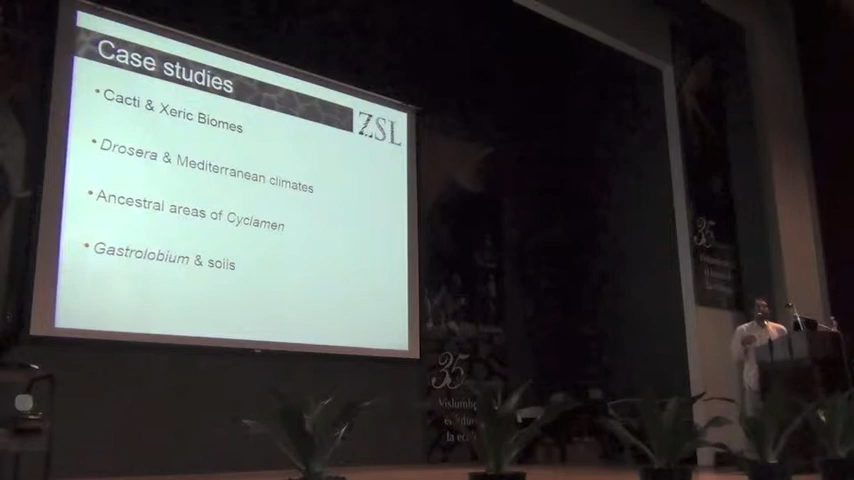 Case studies
ZSL
• Cacti & Xeric Biomes
• Drosera & Mediterranean climates
• Ancestral areas of Cyclamen
• Gastrolobium & soils
35
35